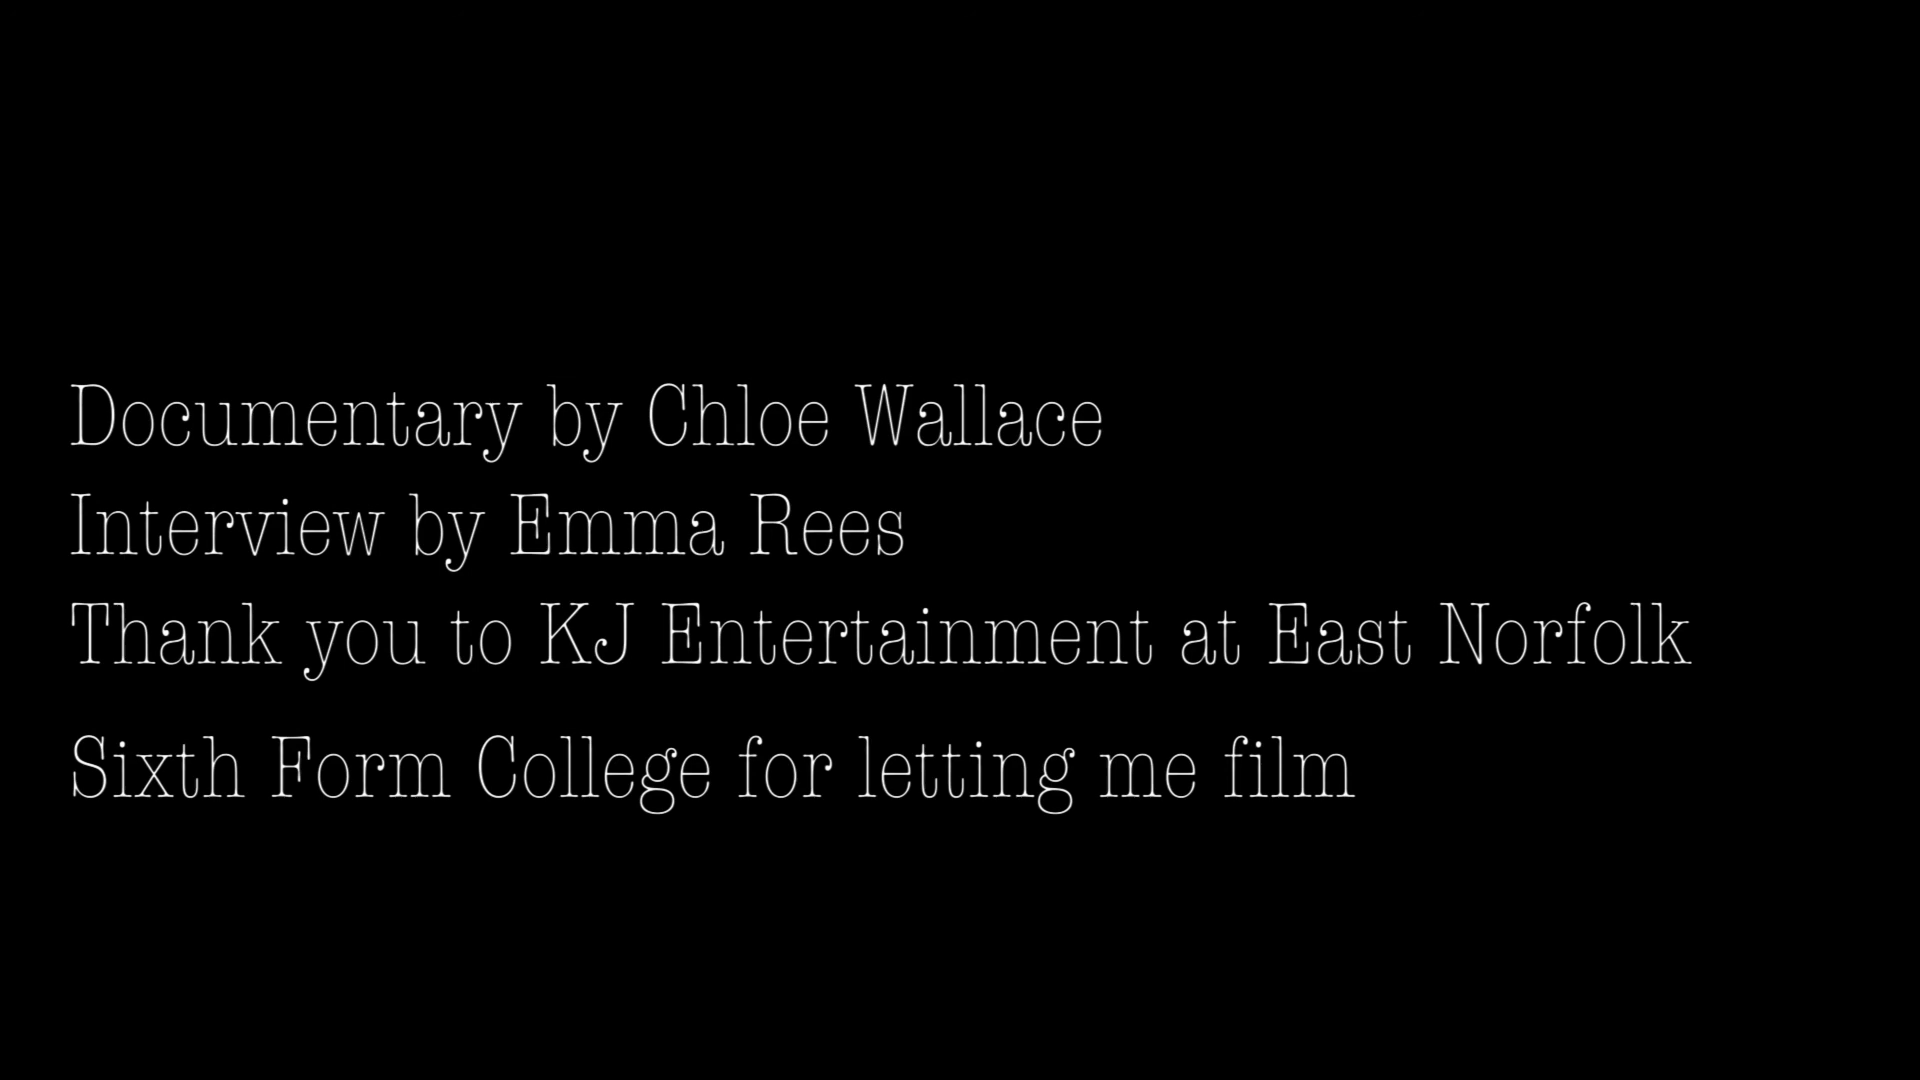 Documentary by Chloe Wallace
Interview by Emma Rees
Thank you to KJ Entertainment at East Norfolk
Sixth Form College for letting me film